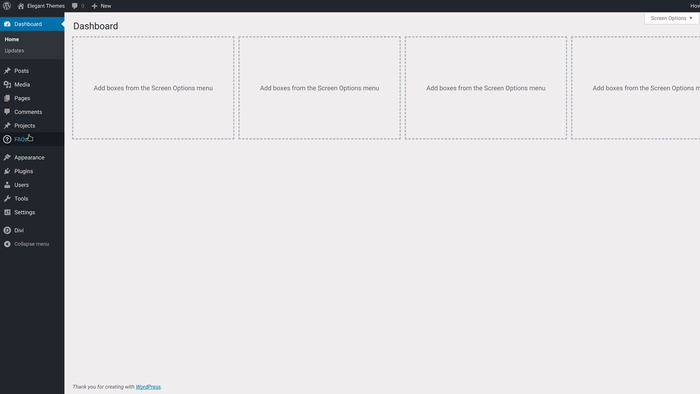 Elegant Themes 0 New How
Screen Options ▼
Dashboard
Home
Updates
Posts
Media
Pages
Comments
Projects
FAQs
Appearance
Plugins
Users
Tools
Settings
Divi
Collapse menu
Dashboard
Add boxes from the Screen Options menu
Add boxes from the Screen Options menu
Add boxes from the Screen Options menu
Add boxes from the Screen Options m
Thank you for creating with WordPress.